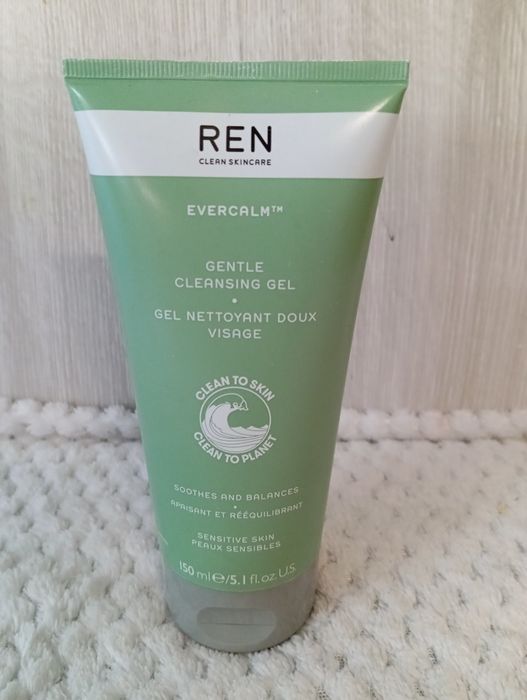 REN
CLEAN SKINCARE
EVERCALM™
GENTLE
CLEANSING GEL
•
GEL NETTOYANT DOUX
VISAGE
CLEAN TO SKIN
CLEAN TO PLANET
SOOTHES AND BALANCES
•
APAISANT ET RÉÉQUILIBRANT
SENSITIVE SKIN
PEAUX SENSIBLES
150 ml℮/5.1 fl.oz.U.S.